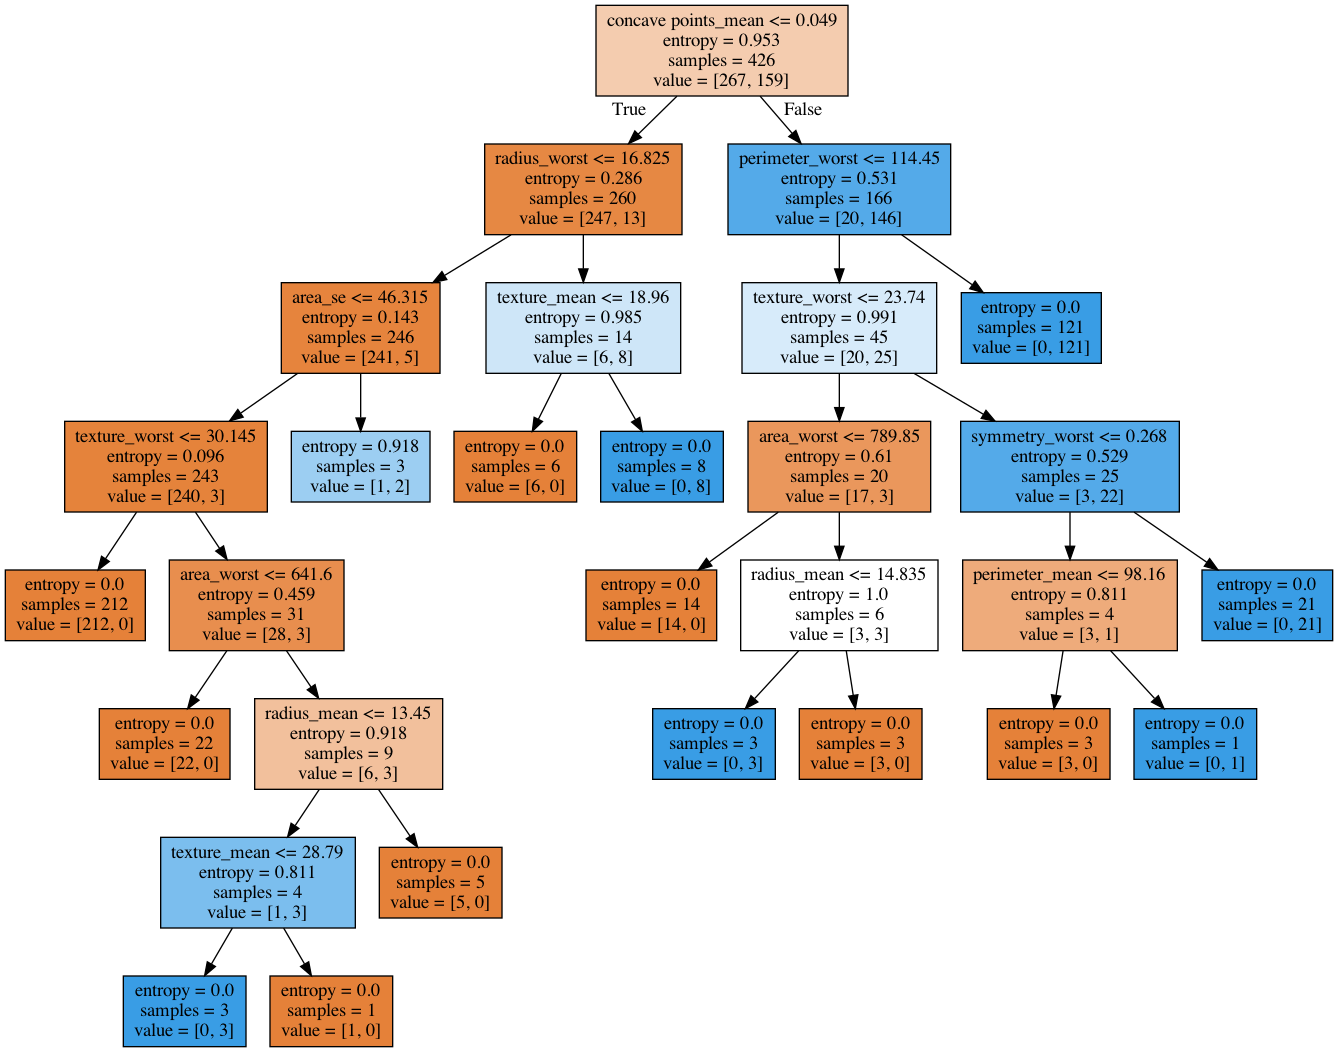 concave points_mean <= 0.049
entropy = 0.953
samples = 426
value = [267, 159]
True
False
radius_worst <= 16.825
entropy = 0.286
samples = 260
value = [247, 13]
perimeter_worst <= 114.45
entropy = 0.531
samples = 166
value = [20, 146]
area_se <= 46.315
entropy = 0.143
samples = 246
value = [241, 5]
texture_mean <= 18.96
entropy = 0.985
samples = 14
value = [6, 8]
texture_worst <= 23.74
entropy = 0.991
samples = 45
value = [20, 25]
entropy = 0.0
samples = 121
value = [0, 121]
texture_worst <= 30.145
entropy = 0.096
samples = 243
value = [240, 3]
entropy = 0.918
samples = 3
value = [1, 2]
entropy = 0.0
samples = 6
value = [6, 0]
entropy = 0.0
samples = 8
value = [0, 8]
area_worst <= 789.85
entropy = 0.61
samples = 20
value = [17, 3]
symmetry_worst <= 0.268
entropy = 0.529
samples = 25
value = [3, 22]
entropy = 0.0
samples = 212
value = [212, 0]
area_worst <= 641.6
entropy = 0.459
samples = 31
value = [28, 3]
entropy = 0.0
samples = 14
value = [14, 0]
radius_mean <= 14.835
entropy = 1.0
samples = 6
value = [3, 3]
perimeter_mean <= 98.16
entropy = 0.811
samples = 4
value = [3, 1]
entropy = 0.0
samples = 21
value = [0, 21]
entropy = 0.0
samples = 22
value = [22, 0]
radius_mean <= 13.45
entropy = 0.918
samples = 9
value = [6, 3]
entropy = 0.0
samples = 3
value = [0, 3]
entropy = 0.0
samples = 3
value = [3, 0]
entropy = 0.0
samples = 3
value = [3, 0]
entropy = 0.0
samples = 1
value = [0, 1]
texture_mean <= 28.79
entropy = 0.811
samples = 4
value = [1, 3]
entropy = 0.0
samples = 5
value = [5, 0]
entropy = 0.0
samples = 3
value = [0, 3]
entropy = 0.0
samples = 1
value = [1, 0]